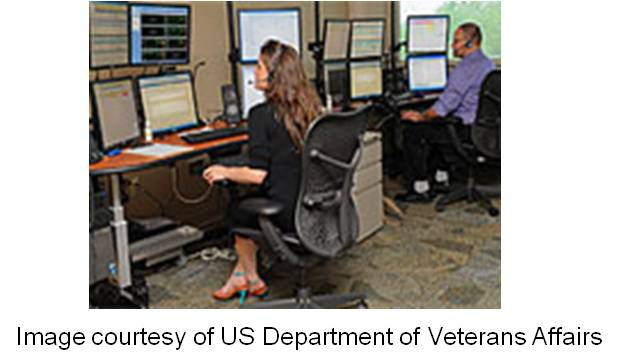 Image courtesy of US Department of Veterans Affairs